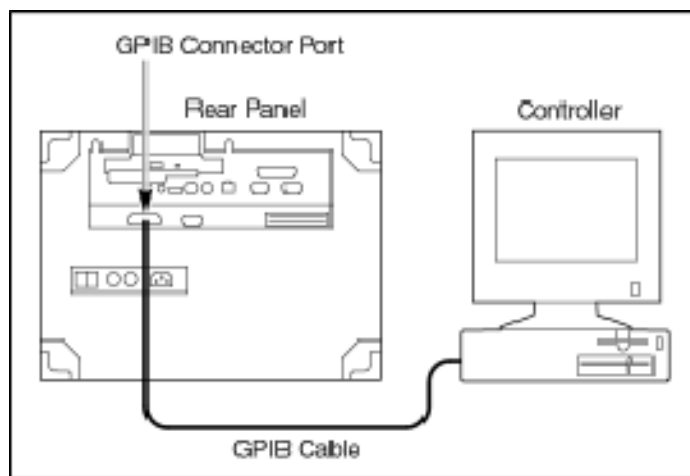 GPIB Connector Port
Rear Panel
Controller
GPIB Cable